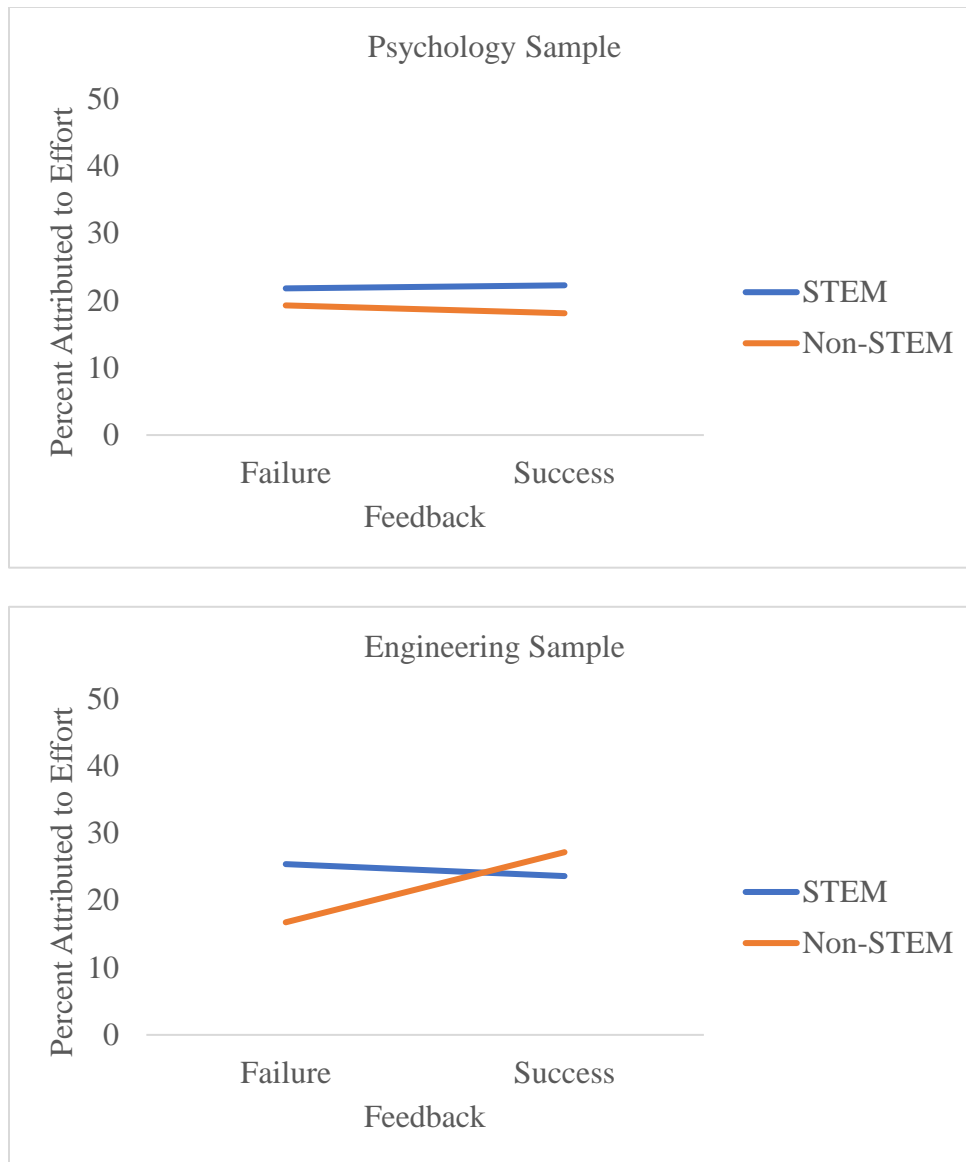 Psychology Sample
Percent Attributed to Effort
50
40
30
20
10
0
Failure Success
Feedback
STEM
Non-STEM
Engineering Sample
Percent Attributed to Effort
50
40
30
20
10
0
Failure Success
Feedback
STEM
Non-STEM